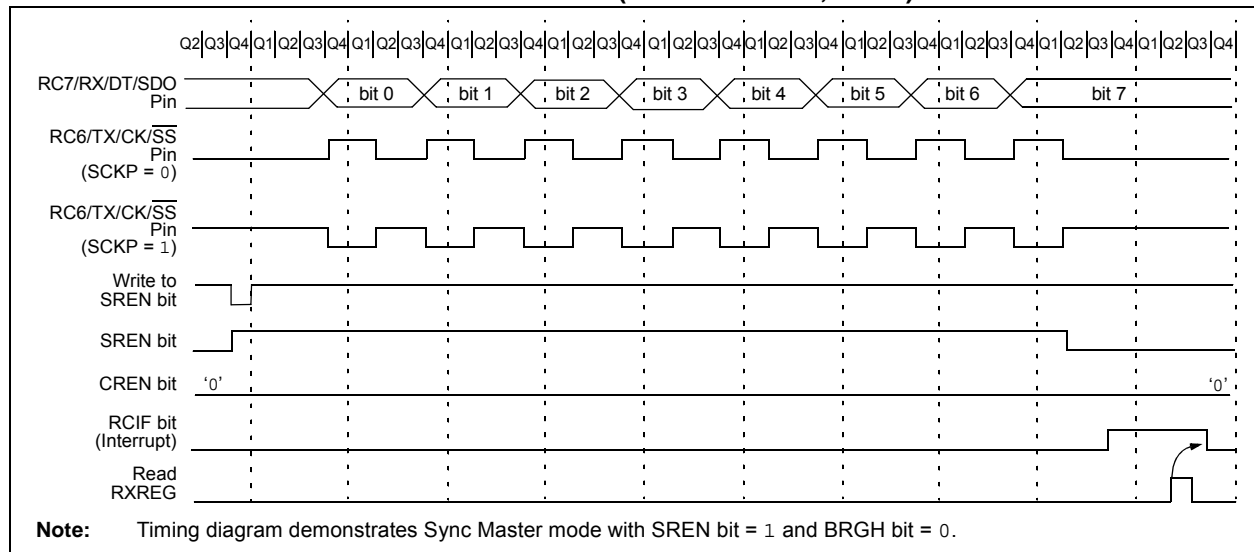 Q2 Q3 Q4 Q1 Q2 Q3 Q4 Q1 Q2 Q3 Q4 Q1 Q2 Q3 Q4 Q1 Q2 Q3 Q4 Q1 Q2 Q3 Q4 Q1 Q2 Q3 Q4 Q1 Q2 Q3 Q4 Q1 Q2 Q3 Q4 Q1 Q2 Q3 Q4 Q1 Q2 Q3 Q4
RC7/RX/DT/SDO
Pin
bit 0 bit 1 bit 2 bit 3 bit 4 bit 5 bit 6 bit 7
RC6/TX/CK/SS
Pin
(SCKP = 0)
RC6/TX/CK/SS
Pin
(SCKP = 1)
Write to
SREN bit
SREN bit
CREN bit '0' '0'
RCIF bit
(Interrupt)
Read
RXREG
Note: Timing diagram demonstrates Sync Master mode with SREN bit = 1 and BRGH bit = 0.